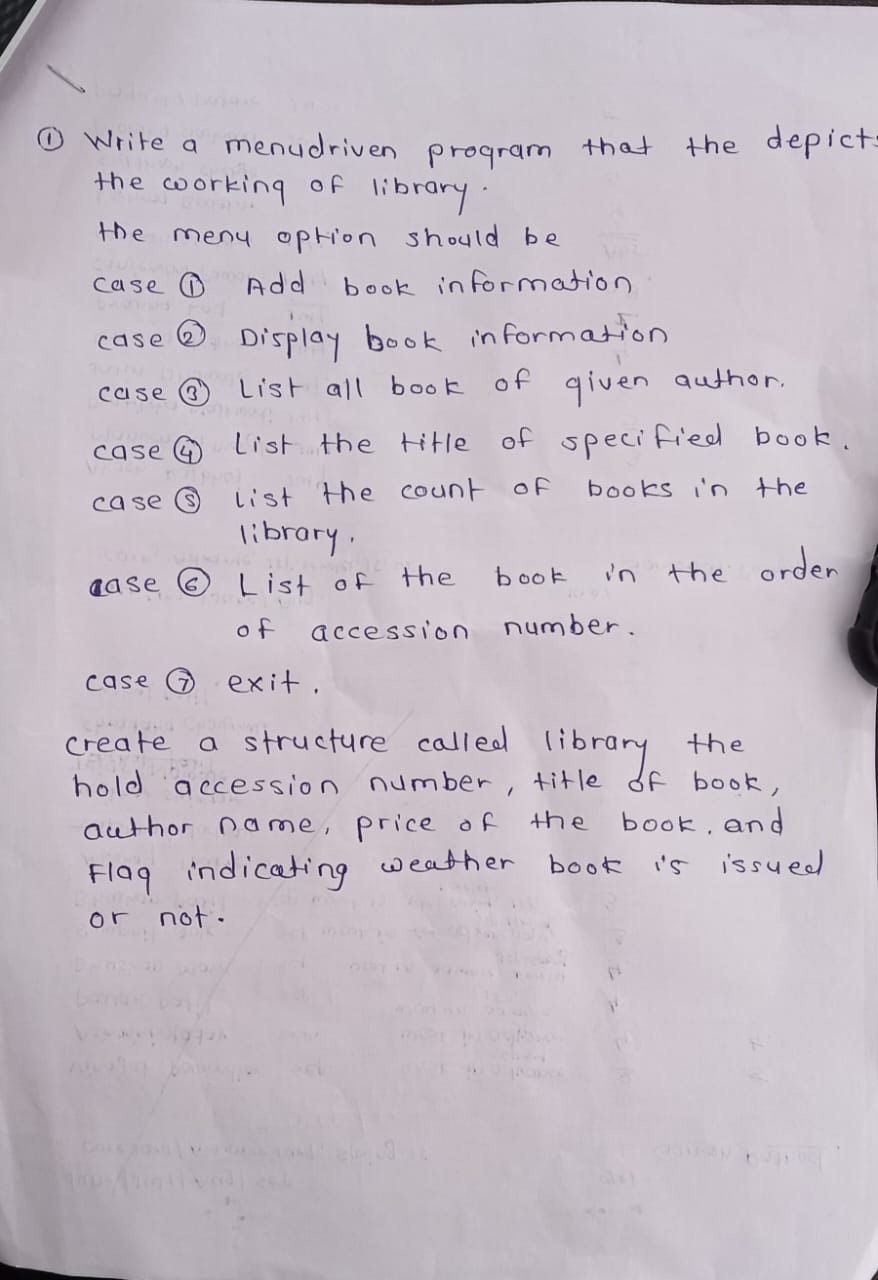 ① Write a menudriven program that the depicts
the working of library.
the meny option should be
case ① Add book information
case ② Display book information
case ③ List all book of given author.
case ④ List the title of specified book.
case ⑤ List the count of books in the
library.
case ⑥ List of the book in the order
of accession number.
case ⑦ exit.
create a structure called library the
hold accession number, title of book,
author name, price of the book, and
Flag indicating weather book is issued
or not.